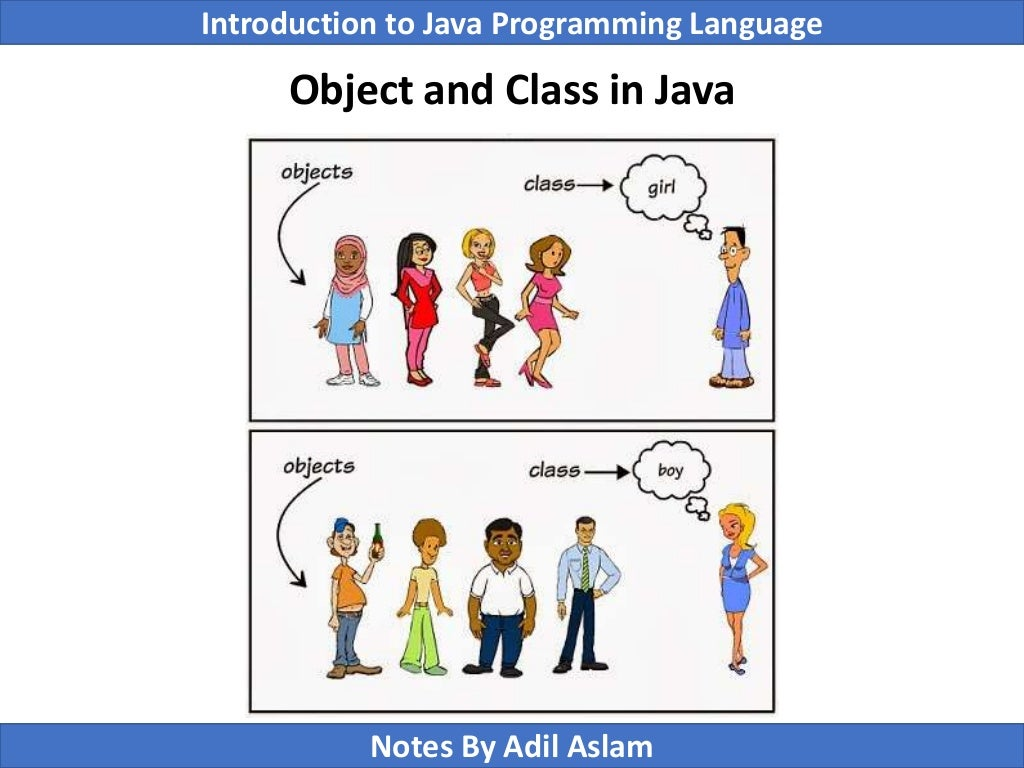 Introduction to Java Programming Language
Object and Class in Java
objects
class
girl
objects
class
boy
Notes By Adil Aslam